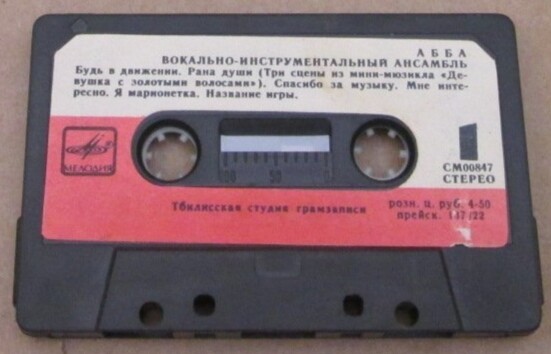 АББА
ВОКАЛЬНО-ИНСТРУМЕНТАЛЬНЫЙ АНСАМБЛЬ
Будь в движении. Рана души (Три сцены из мини-мюзикла «Де-
вушка с золотыми волосами»). Спасибо за музыку. Мне инте-
ресно. Я марионетка. Название игры.
МЕЛОДИЯ
50
1
СМ00847
СТЕРЕО
Тбилисская студия грамзаписи
розн. ц. руб. 4-50
прейск.